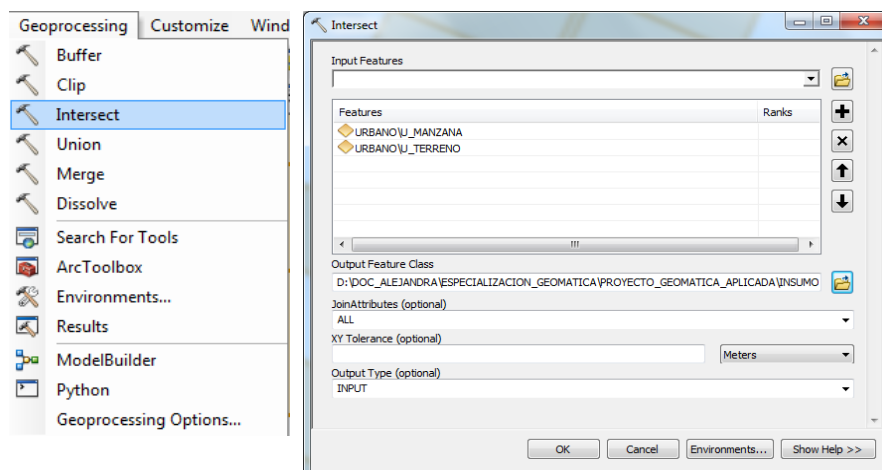 Geoprocessing Customize Wind
Buffer
Clip
Intersect
Union
Merge
Dissolve
Search For Tools
ArcToolbox
Environments...
Results
ModelBuilder
Python
Geoprocessing Options...
Intersect
Input Features
Features Ranks
URBANO\U_MANZANA
URBANO\U_TERRENO
Output Feature Class
D:\DOC_ALEJANDRA\ESPECIALIZACION_GEOMATICA\PROYECTO_GEOMATICA_APLICADA\INSUMO
JoinAttributes (optional)
ALL
XY Tolerance (optional)
Meters
Output Type (optional)
INPUT
OK Cancel Environments... Show Help >>